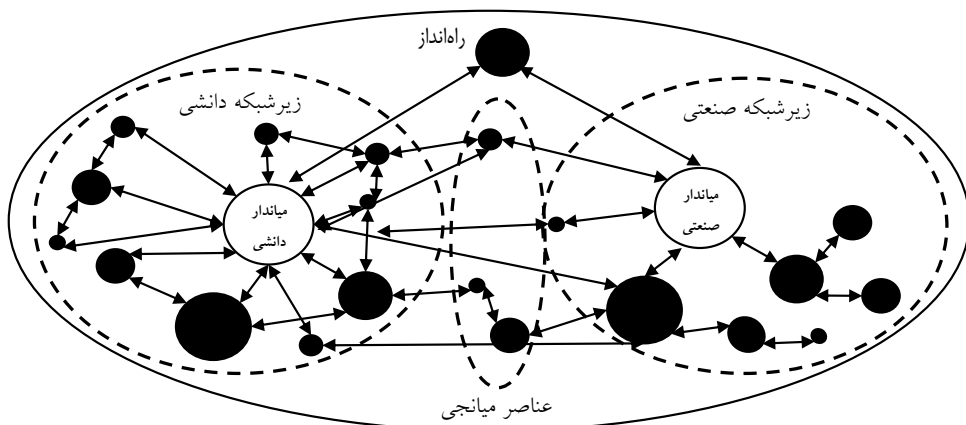 راه‌انداز
زیرشبکه صنعتی
زیرشبکه دانشی
میاندار
صنعتی
میاندار
دانشی
عناصر میانجی